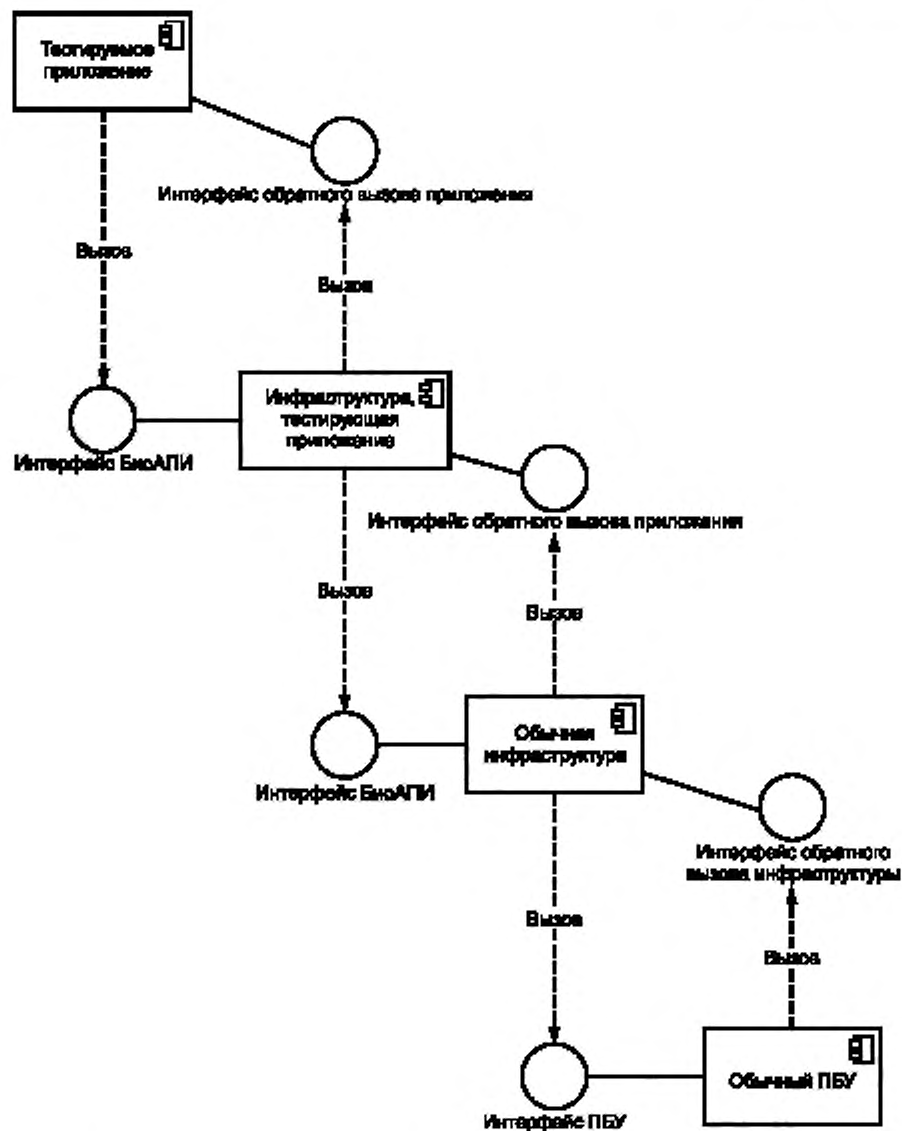 Тестируемое
приложение
Интерфейс обратного вызова приложения
Вызов
Вызов
Инфраструктура,
тестирующая
приложение
Интерфейс БиоАПИ
Интерфейс обратного вызова приложения
Вызов
Вызов
Обычная
инфраструктура
Интерфейс БиоАПИ
Интерфейс обратного
вызова инфраструктуры
Вызов
Вызов
Обычный ПБУ
Интерфейс ПБУ